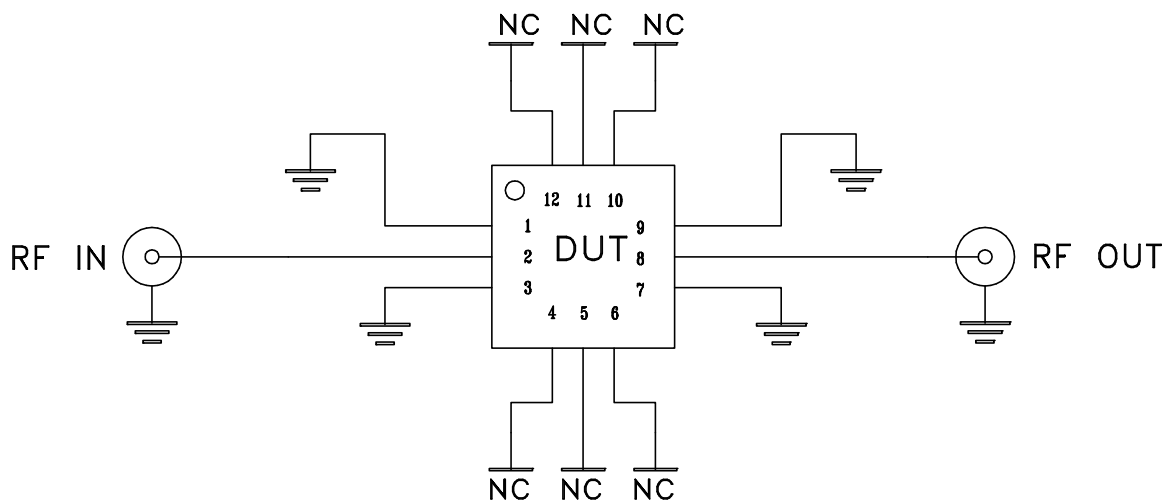 NC NC NC
12 11 10
1 9
RF IN 2 DUT 8 RF OUT
3 7
4 5 6
NC NC NC